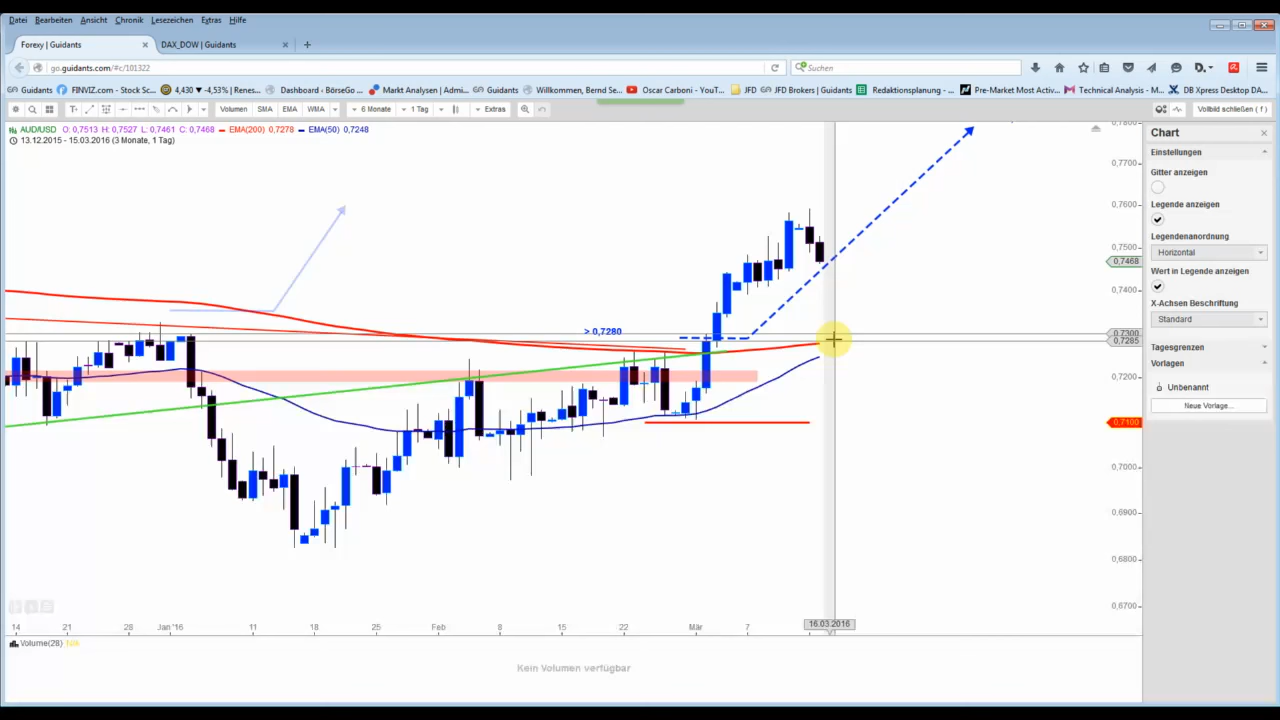 Datei Bearbeiten Ansicht Chronik Lesezeichen Extras Hilfe
Forexy | Guidants DAX_DOW | Guidants
go.guidants.com/#c/101322 Suchen
Guidants FINVIZ.com - Stock Sc... 4,430 -4,53% | Renes... Dashboard - BörseGo ... Markt Analysen | Admi... Guidants Willkommen, Bernd Se... Oscar Carboni - YouT... JFD JFD Brokers | Guidants Redaktionsplanung - ... Pre-Market Most Activ... Technical Analysis - M... DB Xpress Desktop DA...
Volumen SMA EMA WMA 6 Monate 1 Tag Extras Vollbild schließen ( f )
AUD/USD O: 0,7513 H: 0,7527 L: 0,7461 C: 0,7468 EMA(200) 0,7278 EMA(50) 0,7248
13.12.2015 - 15.03.2016 (3 Monate, 1 Tag)
Chart
Einstellungen
Gitter anzeigen
Legende anzeigen
Legendenanordnung
Horizontal
Wert in Legende anzeigen
X-Achsen Beschriftung
Standard
Tagesgrenzen
Vorlagen
Unbenannt
Neue Vorlage...
0,7800
0,7700
0,7600
0,7500
0,7468
0,7400
0,7300
0,7285
0,7200
0,7100
0,7000
0,6900
0,6800
0,6700
> 0,7280
14 21 28 Jan '16 11 18 25 Feb 8 15 22 Mär 7 16.03.2016
Volume(28) N/A
Kein Volumen verfügbar